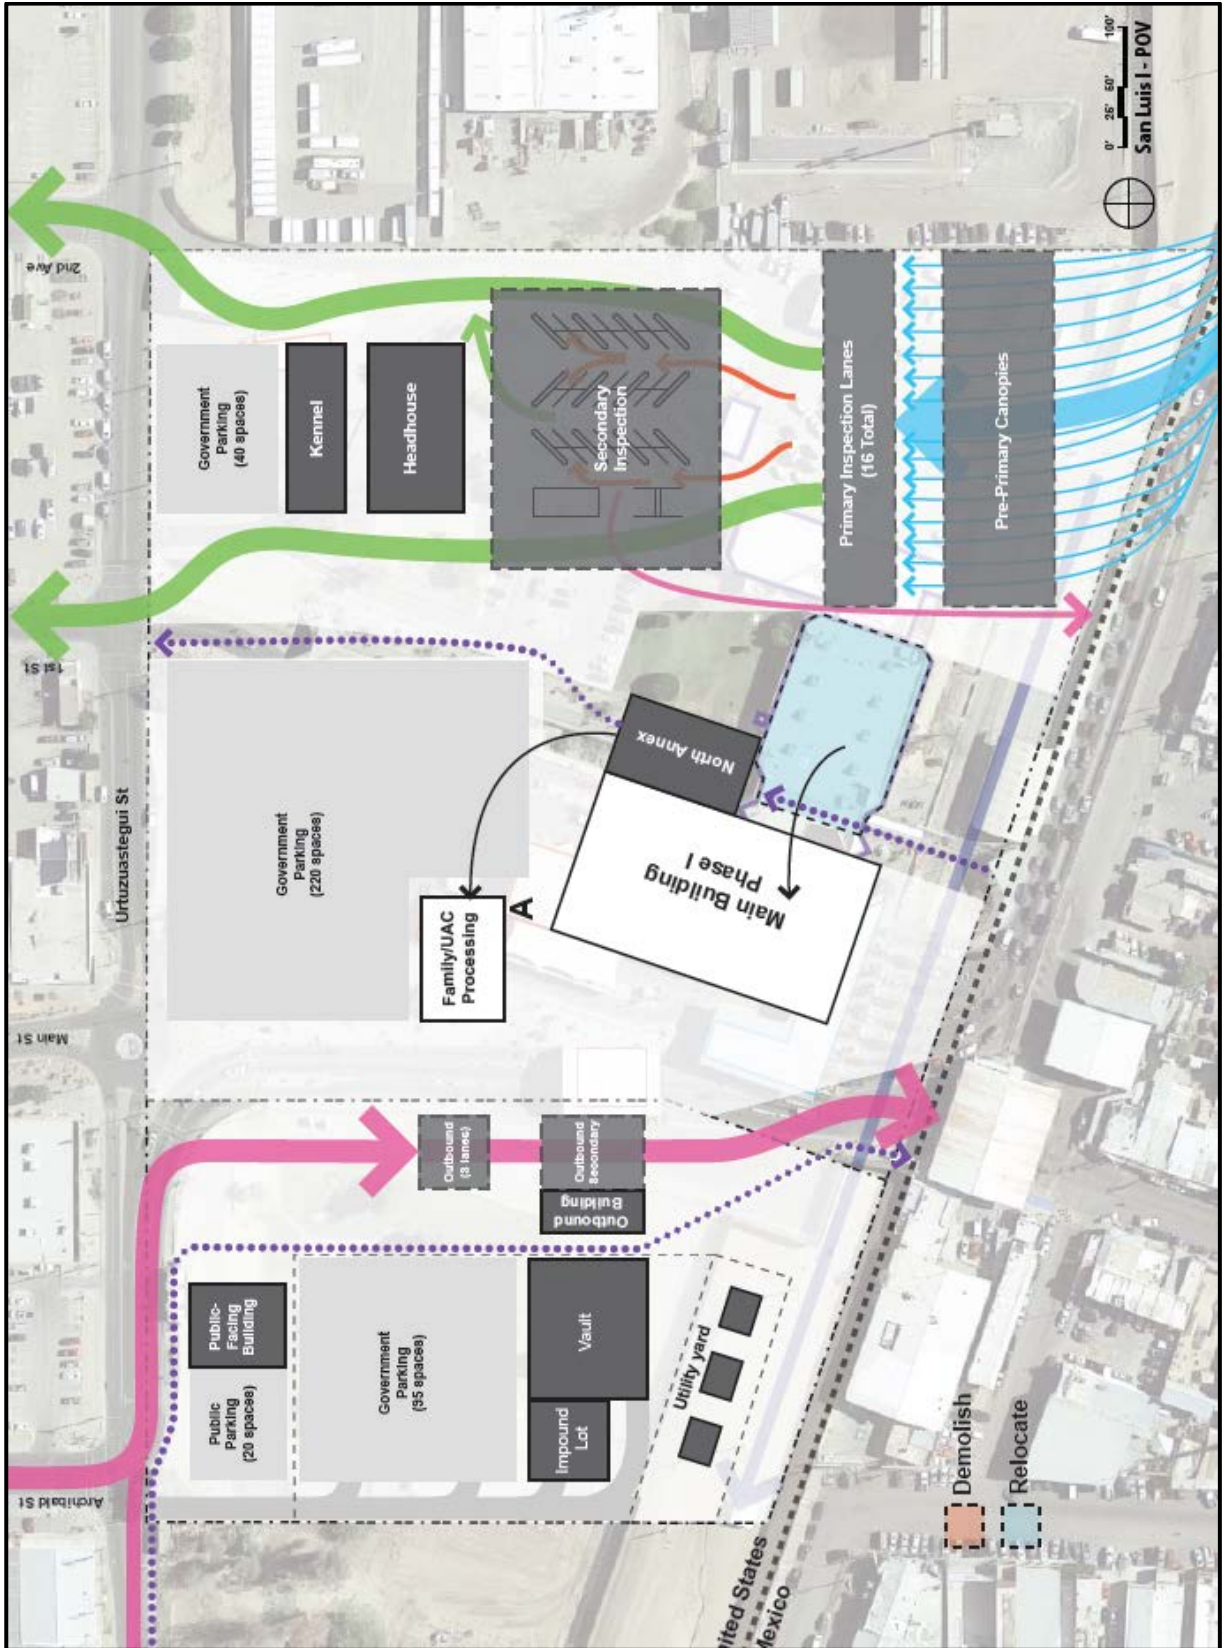 2nd Ave
1st St
Main St
Archibald St
Urtuzuastegui St
Government
Parking
(40 spaces)
Kennel
Headhouse
Secondary
Inspection
Primary Inspection Lanes
(16 Total)
Pre-Primary Canopies
0'
25'
50'
100'
San Luis I - POV
Government
Parking
(220 spaces)
Family/UAC
Processing
A
North Annex
Main Building
Phase I
Outbound
(3 lanes)
Outbound
Secondary
Outbound
Building
Public-
Facing
Building
Public
Parking
(20 spaces)
Government
Parking
(35 spaces)
Vault
Impound
Lot
Utility yard
Demolish
Relocate
nited States
Mexico